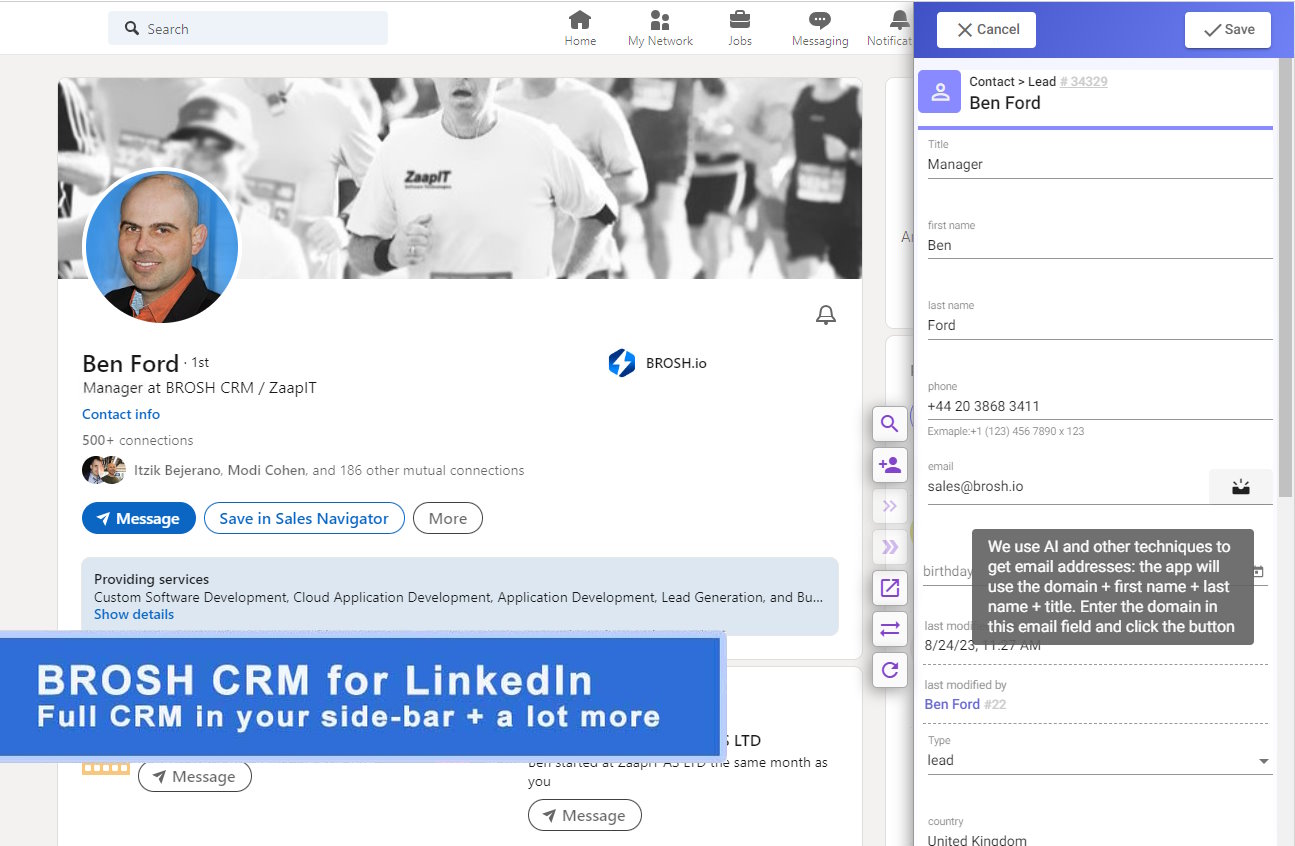 Search
Home
My Network
Jobs
Messaging
Notificat
Cancel
Save
Contact > Lead # 34329
Ben Ford
Title
Manager
first name
Ben
last name
Ford
phone
+44 20 3868 3411
Exmaple:+1 (123) 456 7890 x 123
email
sales@brosh.io
We use AI and other techniques to
get email addresses: the app will
use the domain + first name + last
name + title. Enter the domain in
this email field and click the button
birthday
last modifi
8/24/23, 11:27 AM
last modified by
Ben Ford #22
Type
lead
country
United Kingdom
ZaapIT
Software Technologies
Ben Ford · 1st
BROSH.io
Manager at BROSH CRM / ZaapIT
Contact info
500+ connections
Itzik Bejerano, Modi Cohen, and 186 other mutual connections
Message
Save in Sales Navigator
More
Providing services
Custom Software Development, Cloud Application Development, Application Development, Lead Generation, and Bu...
Show details
BROSH CRM for LinkedIn
Full CRM in your side-bar + a lot more
S LTD
Ben started at ZaapIT AS LTD the same month as
you
Message
Message